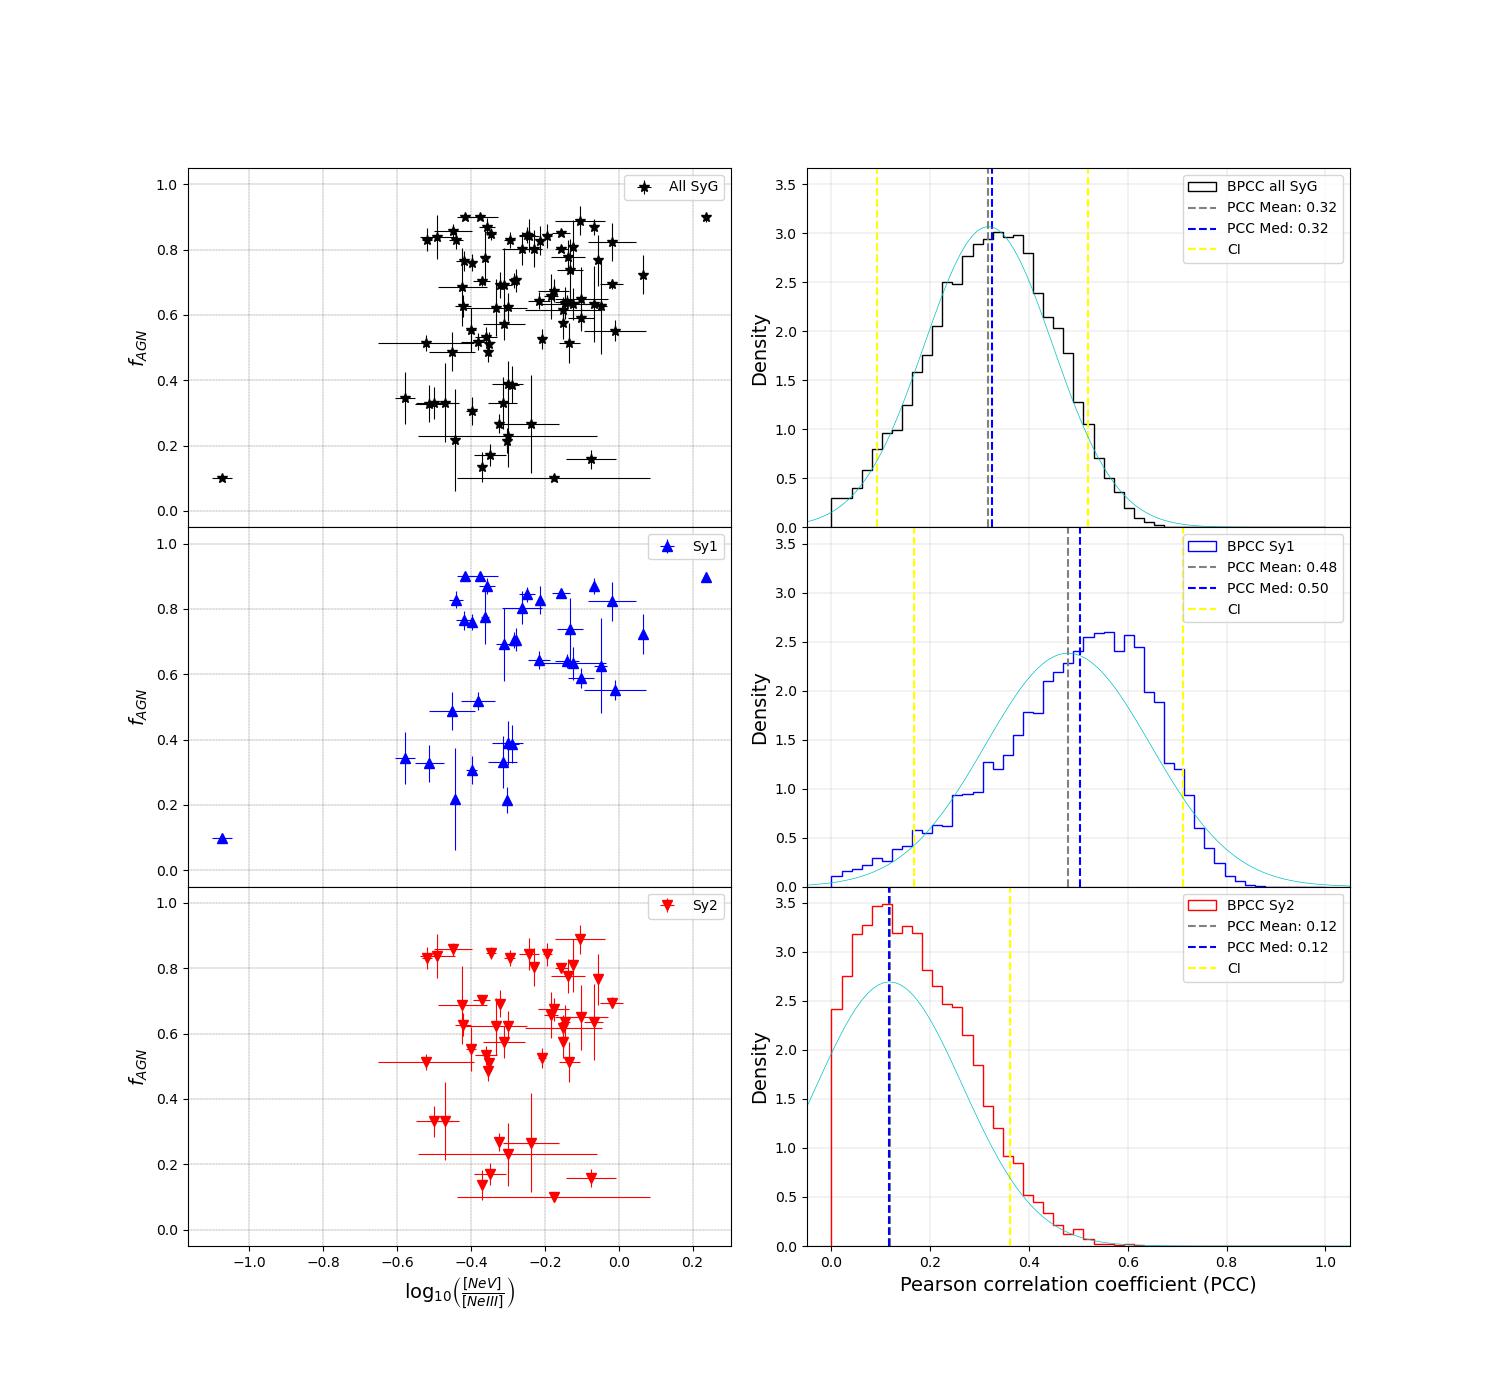 1.0
0.8
0.6
0.4
0.2
0.0
f_AGN
All SyG
3.5
3.0
2.5
2.0
1.5
1.0
0.5
0.0
Density
BPCC all SyG
PCC Mean: 0.32
PCC Med: 0.32
CI
1.0
0.8
0.6
0.4
0.2
0.0
f_AGN
Sy1
3.5
3.0
2.5
2.0
1.5
1.0
0.5
0.0
Density
BPCC Sy1
PCC Mean: 0.48
PCC Med: 0.50
CI
1.0
0.8
0.6
0.4
0.2
0.0
f_AGN
Sy2
−1.0 −0.8 −0.6 −0.4 −0.2 0.0 0.2
log₁₀([NeV]/[NeIII])
3.5
3.0
2.5
2.0
1.5
1.0
0.5
0.0
Density
BPCC Sy2
PCC Mean: 0.12
PCC Med: 0.12
CI
0.0 0.2 0.4 0.6 0.8 1.0
Pearson correlation coefficient (PCC)